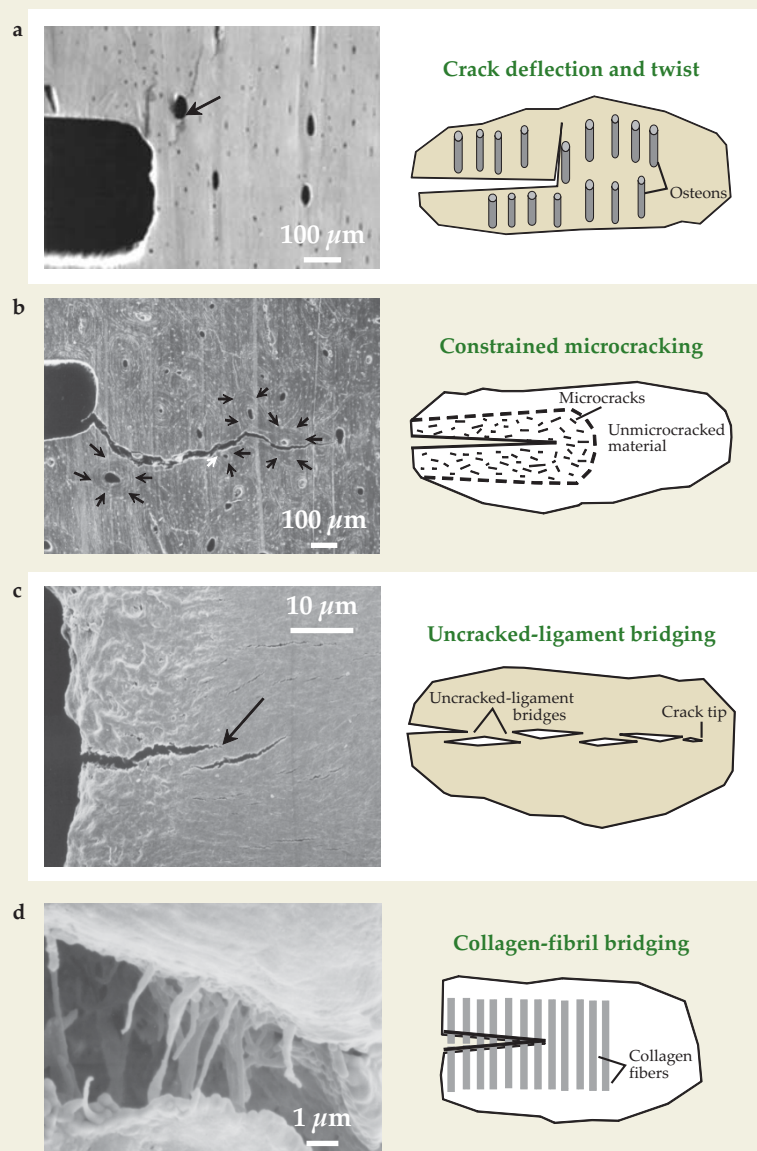 a
Crack deflection and twist
Osteons
100 µm
b
Constrained microcracking
Microcracks
Unmicrocracked
material
100 µm
c
10 µm
Uncracked-ligament bridging
Uncracked-ligament
bridges
Crack tip
d
Collagen-fibril bridging
Collagen
fibers
1 µm